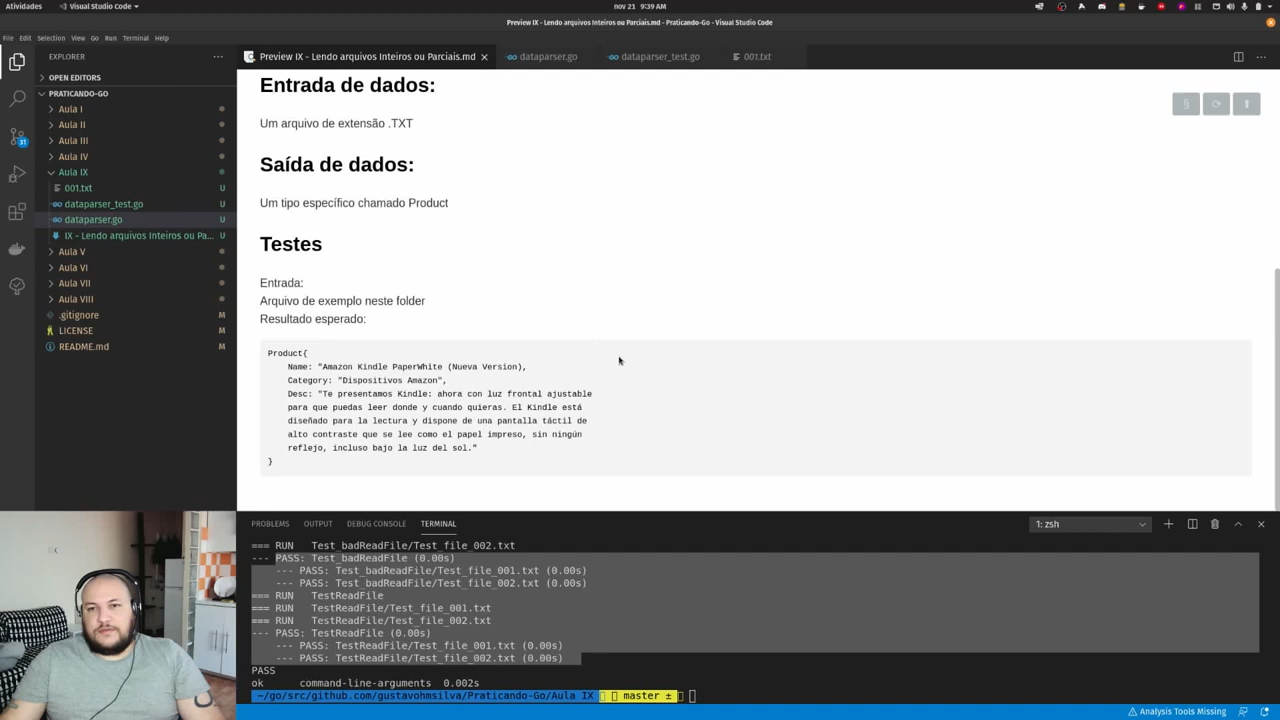 Atividades
Visual Studio Code
nov 21 9:39 AM
Preview IX - Lendo arquivos Inteiros ou Parciais.md - Praticando-Go - Visual Studio Code
File Edit Selection View Go Run Terminal Help
EXPLORER
Preview IX - Lendo arquivos Inteiros ou Parciais.md
dataparser.go
dataparser_test.go
001.txt
OPEN EDITORS
PRATICANDO-GO
Aula I
Aula II
Aula III
Aula IV
Aula IX
001.txt U
dataparser_test.go U
dataparser.go U
IX - Lendo arquivos Inteiros ou Pa... U
Aula V
Aula VI
Aula VII
Aula VIII
.gitignore M
LICENSE M
README.md M
31
Entrada de dados:
Um arquivo de extensão .TXT
Saída de dados:
Um tipo específico chamado Product
Testes
Entrada:
Arquivo de exemplo neste folder
Resultado esperado:
Product{
Name: "Amazon Kindle PaperWhite (Nueva Version),
Category: "Dispositivos Amazon",
Desc: "Te presentamos Kindle: ahora con luz frontal ajustable
para que puedas leer donde y cuando quieras. El Kindle está
diseñado para la lectura y dispone de una pantalla táctil de
alto contraste que se lee como el papel impreso, sin ningún
reflejo, incluso bajo la luz del sol."
}
PROBLEMS OUTPUT DEBUG CONSOLE TERMINAL
1: zsh
=== RUN Test_badReadFile/Test_file_002.txt
--- PASS: Test_badReadFile (0.00s)
--- PASS: Test_badReadFile/Test_file_001.txt (0.00s)
--- PASS: Test_badReadFile/Test_file_002.txt (0.00s)
=== RUN TestReadFile
=== RUN TestReadFile/Test_file_001.txt
=== RUN TestReadFile/Test_file_002.txt
--- PASS: TestReadFile (0.00s)
--- PASS: TestReadFile/Test_file_001.txt (0.00s)
--- PASS: TestReadFile/Test_file_002.txt (0.00s)
PASS
ok command-line-arguments 0.002s
~/go/src/github.com/gustavohmsilva/Praticando-Go/Aula IX master ±
Analysis Tools Missing